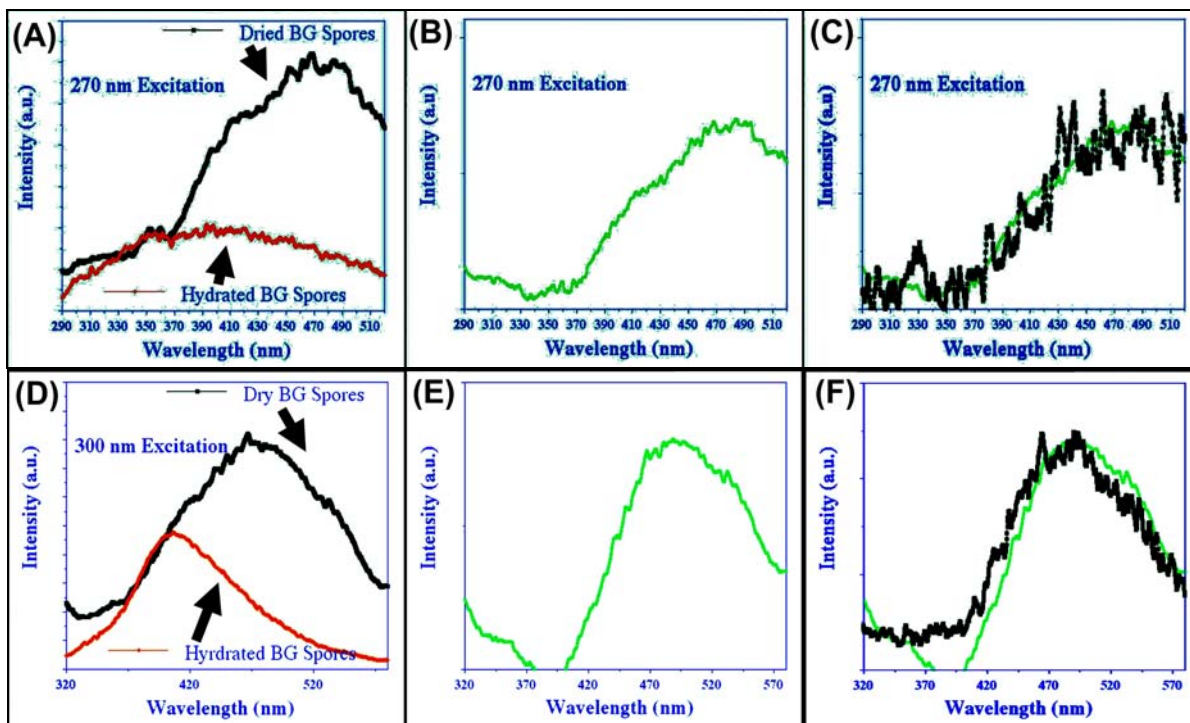 (A)
Dried BG Spores
270 nm Excitation
Intensity (a.u.)
Hydrated BG Spores
290 310 330 350 370 390 410 430 450 470 490 510
Wavelength (nm)
(B)
270 nm Excitation
Intensity (a.u)
290 310 330 350 370 390 410 430 450 470 490 510
Wavelength (nm)
(C)
270 nm Excitation
Intensity (a.u)
290 310 330 350 370 390 410 430 450 470 490 510
Wavelength (nm)
(D)
Dry BG Spores
300 nm Excitation
Intensity (a.u.)
Hyrdrated BG Spores
320 420 520
Wavelength (nm)
(E)
Intensity (a.u.)
320 370 420 470 520 570
Wavelength (nm)
(F)
Intensity (a.u.)
320 370 420 470 520 570
Wavelength (nm)